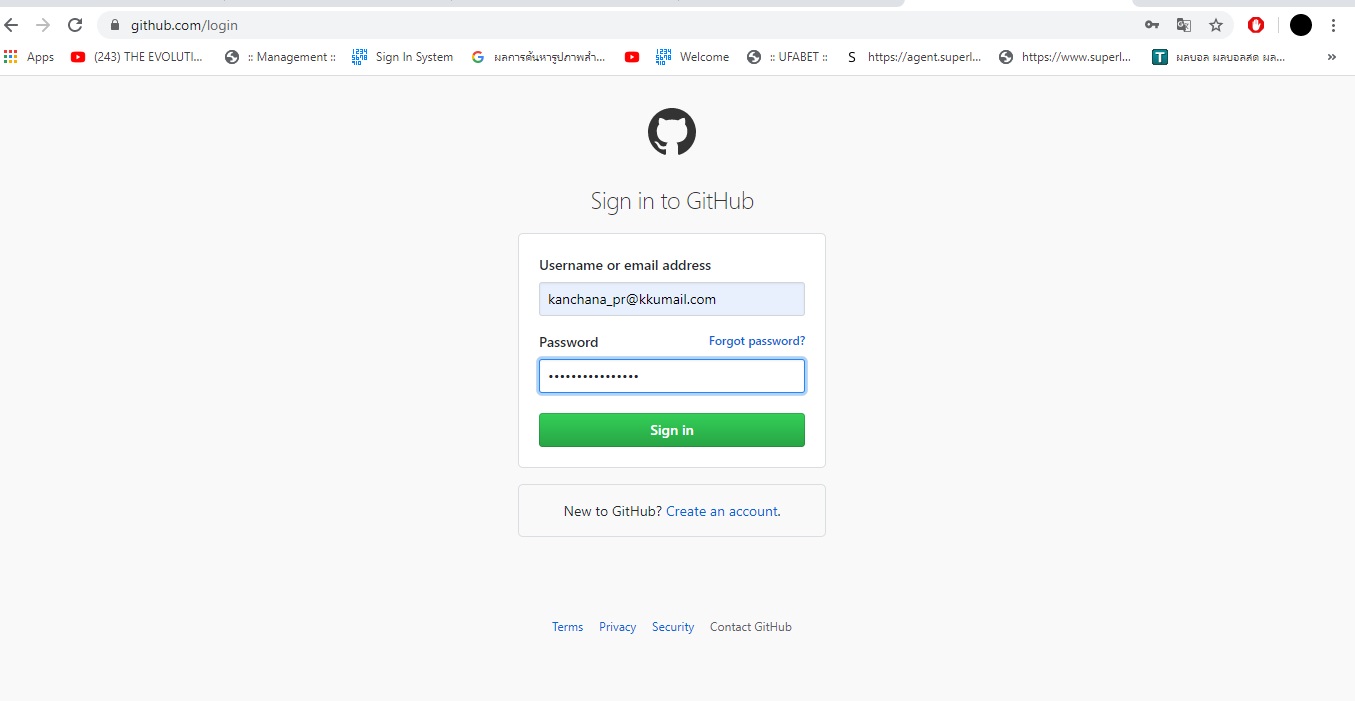 github.com/login
Apps (243) THE EVOLUTI... :: Management :: Sign In System ผลการค้นหารูปภาพสำ... Welcome :: UFABET :: S https://agent.superl... https://www.superl... T ผลบอล ผลบอลสด ผล... »
Sign in to GitHub
Username or email address
kanchana_pr@kkumail.com
Password Forgot password?
Sign in
New to GitHub? Create an account.
Terms Privacy Security Contact GitHub